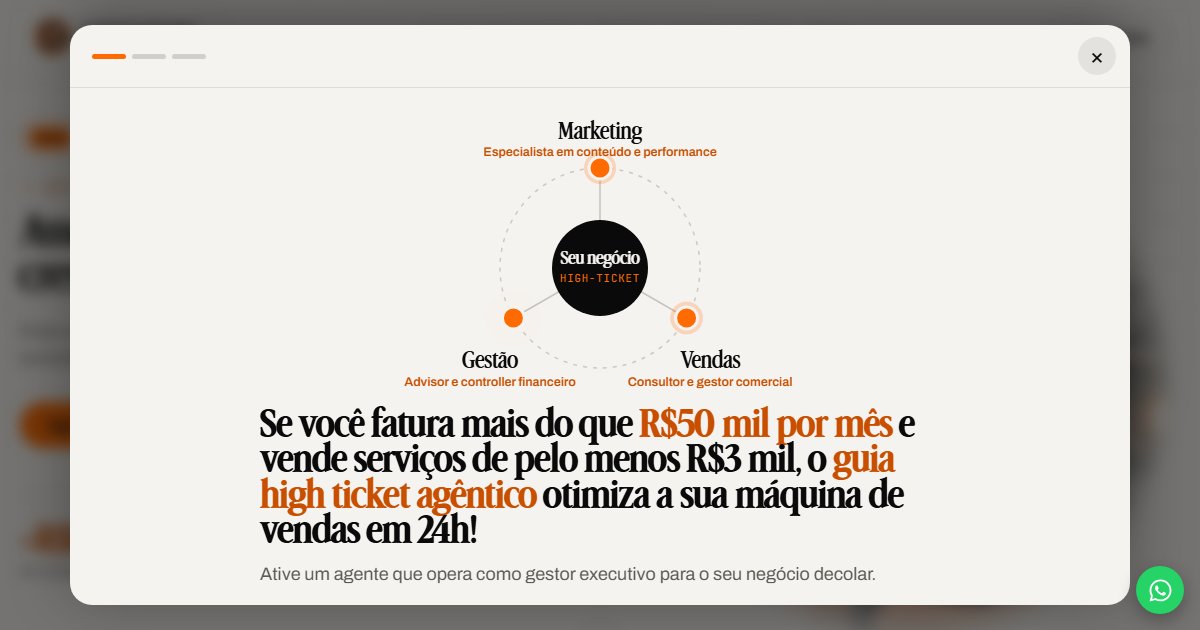 ×
Marketing
Especialista em conteúdo e performance
Seu negócio
HIGH-TICKET
Gestão
Advisor e controller financeiro
Vendas
Consultor e gestor comercial
Se você fatura mais do que R$50 mil por mês e
vende serviços de pelo menos R$3 mil, o guia
high ticket agêntico otimiza a sua máquina de
vendas em 24h!
Ative um agente que opera como gestor executivo para o seu negócio decolar.